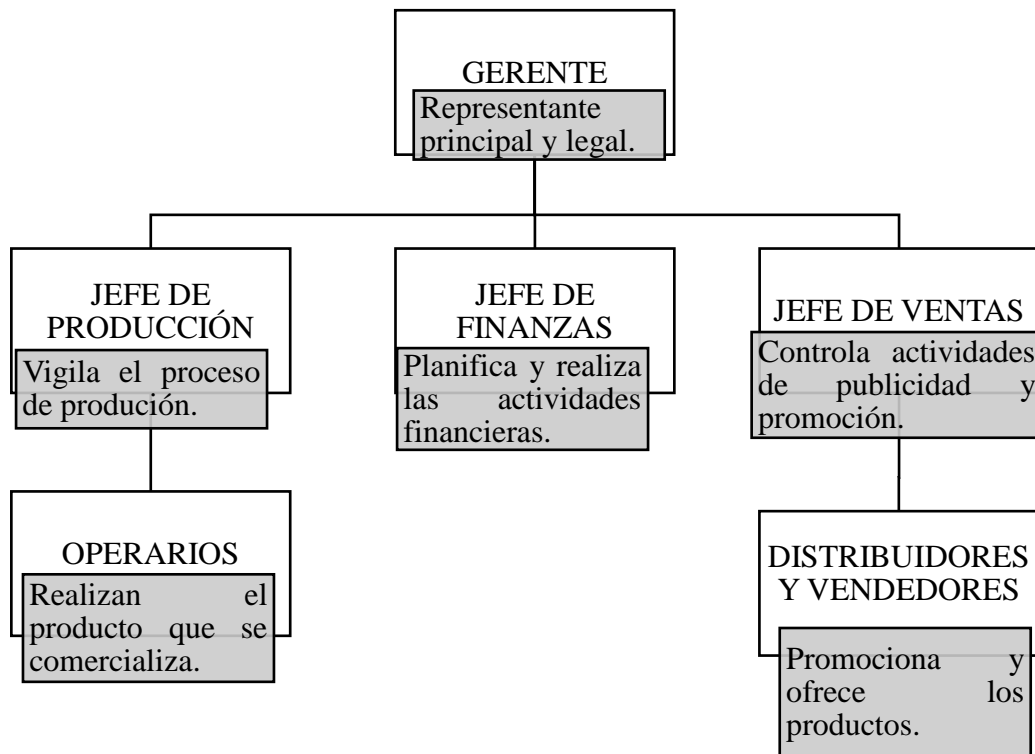 GERENTE
Representante
principal y legal.
JEFE DE
PRODUCCIÓN
Vigila el proceso
de produción.
JEFE DE
FINANZAS
Planifica y realiza
las actividades
financieras.
JEFE DE VENTAS
Controla actividades
de publicidad y
promoción.
OPERARIOS
Realizan el
producto que se
comercializa.
DISTRIBUIDORES
Y VENDEDORES
Promociona y
ofrece los
productos.